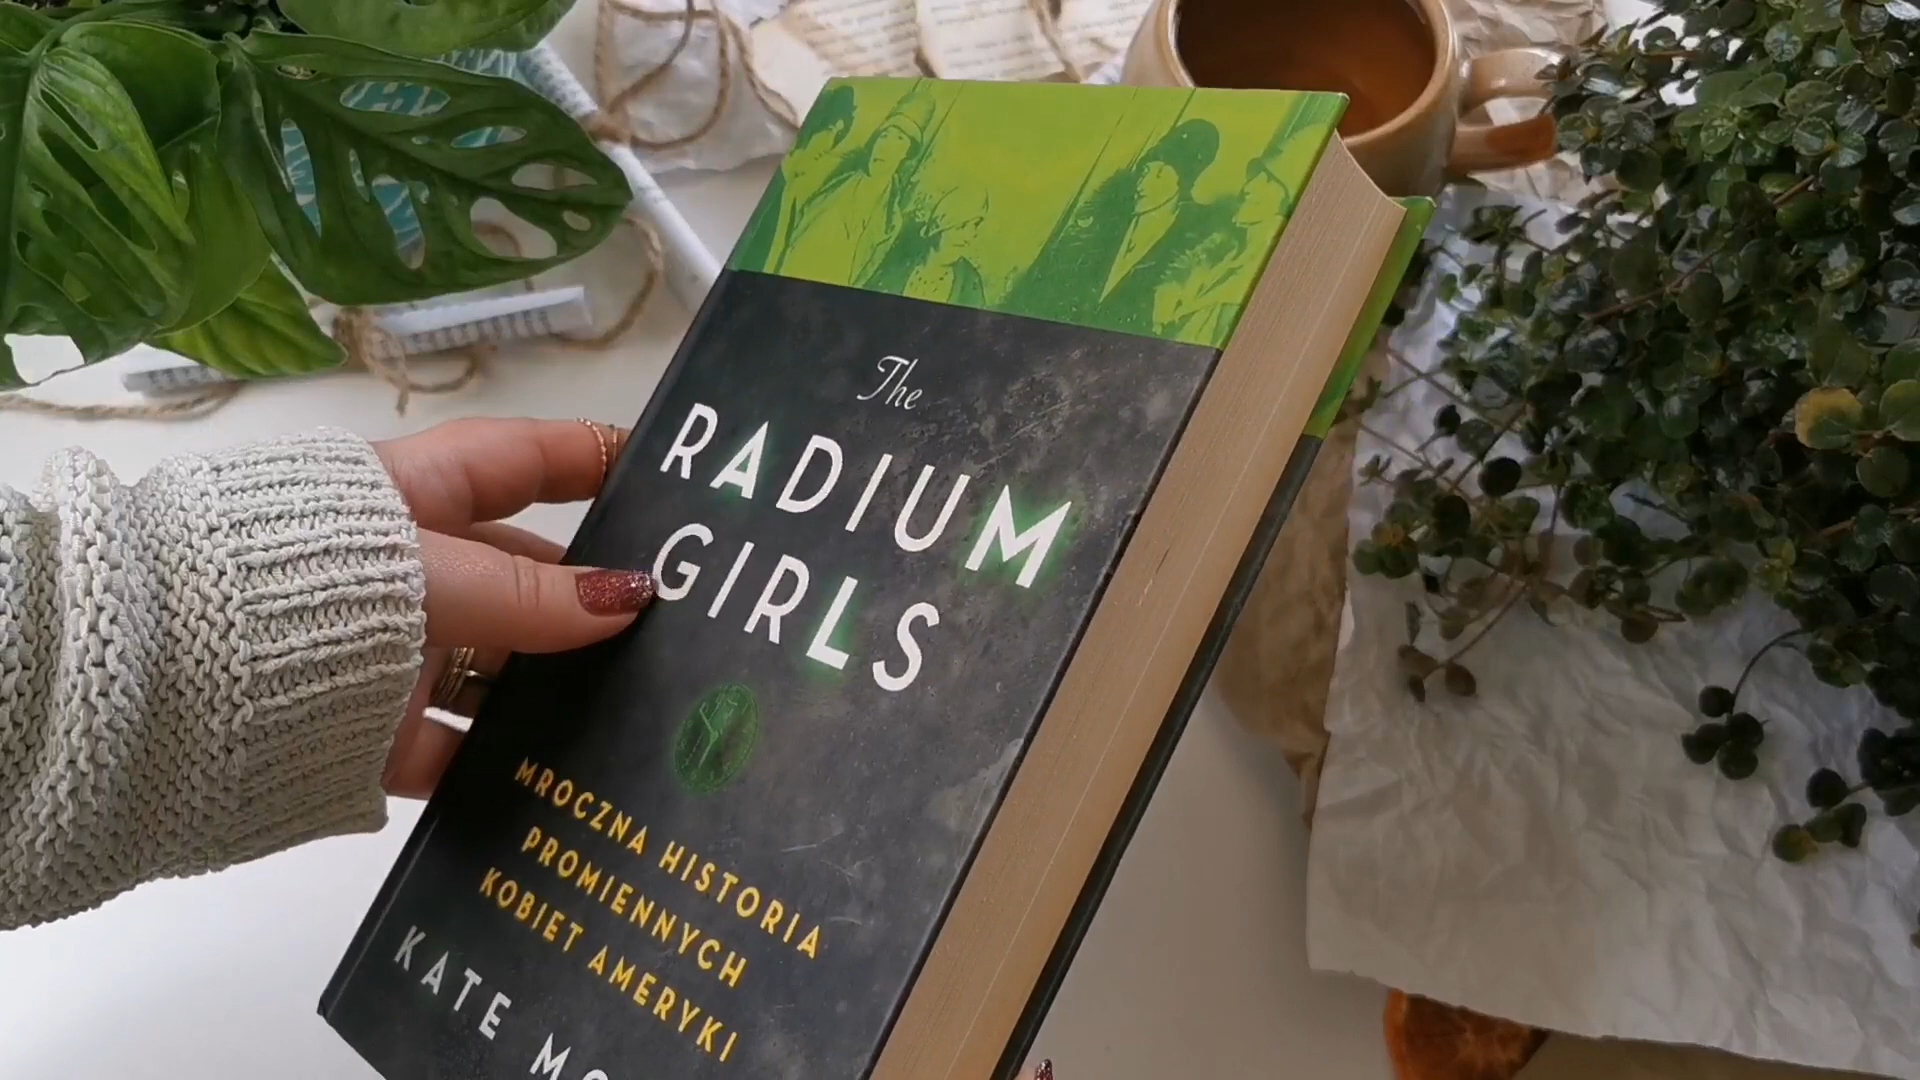 The
RADIUM
GIRLS
MROCZNA HISTORIA
PROMIENNYCH
KOBIET AMERYKI
KATE